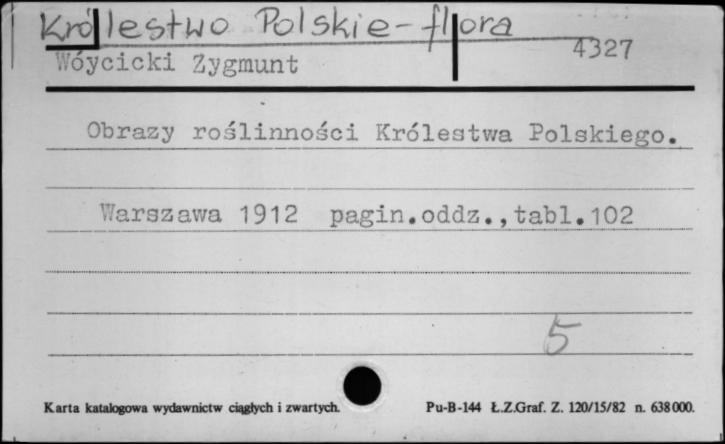 Królestwo Polskie-flora
4327
Wóycicki Zygmunt
Obrazy roślinności Królestwa Polskiego.
Warszawa 1912 pagin.oddz.,tabl.102
5
Karta katalogowa wydawnictw ciągłych i zwartych. Pu-B-144 Ł.Z.Graf. Z. 120/15/82 n. 638000.